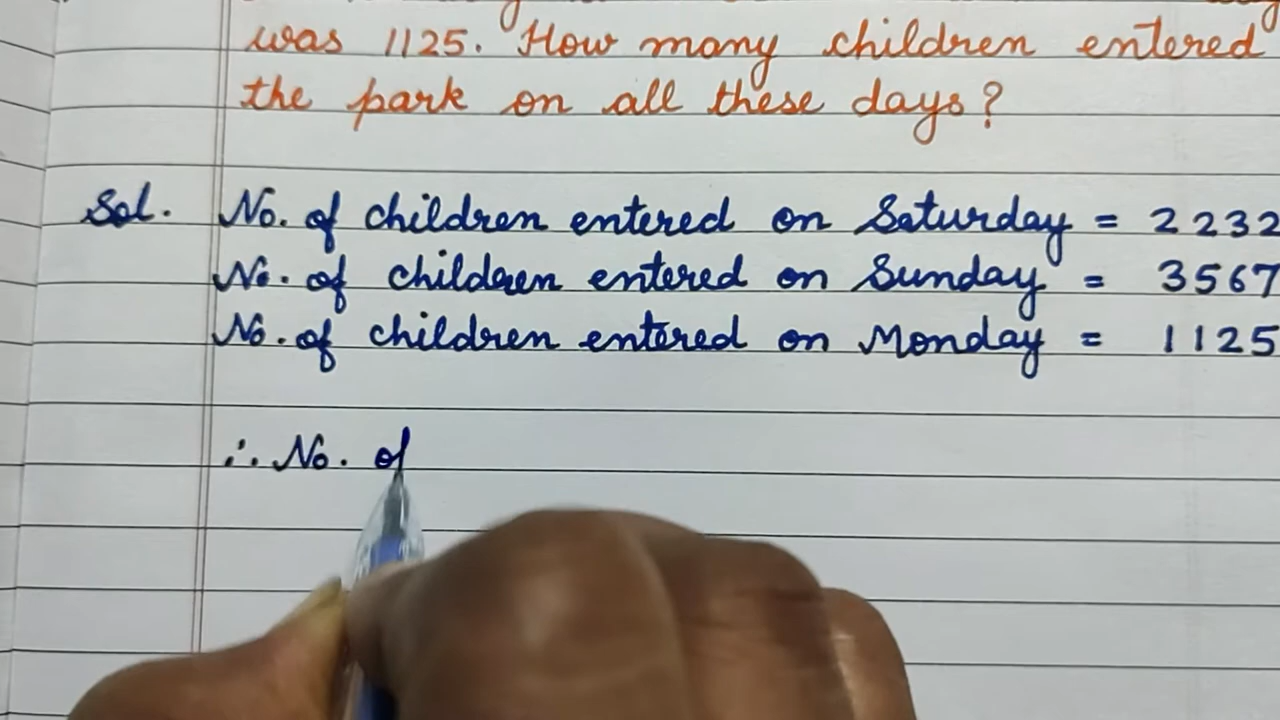 was 1125. How many children entered
the park on all these days?
Sol. No. of children entered on Saturday = 2232
No. of children entered on Sunday = 3567
No. of children entered on Monday = 1125
∴ No. of